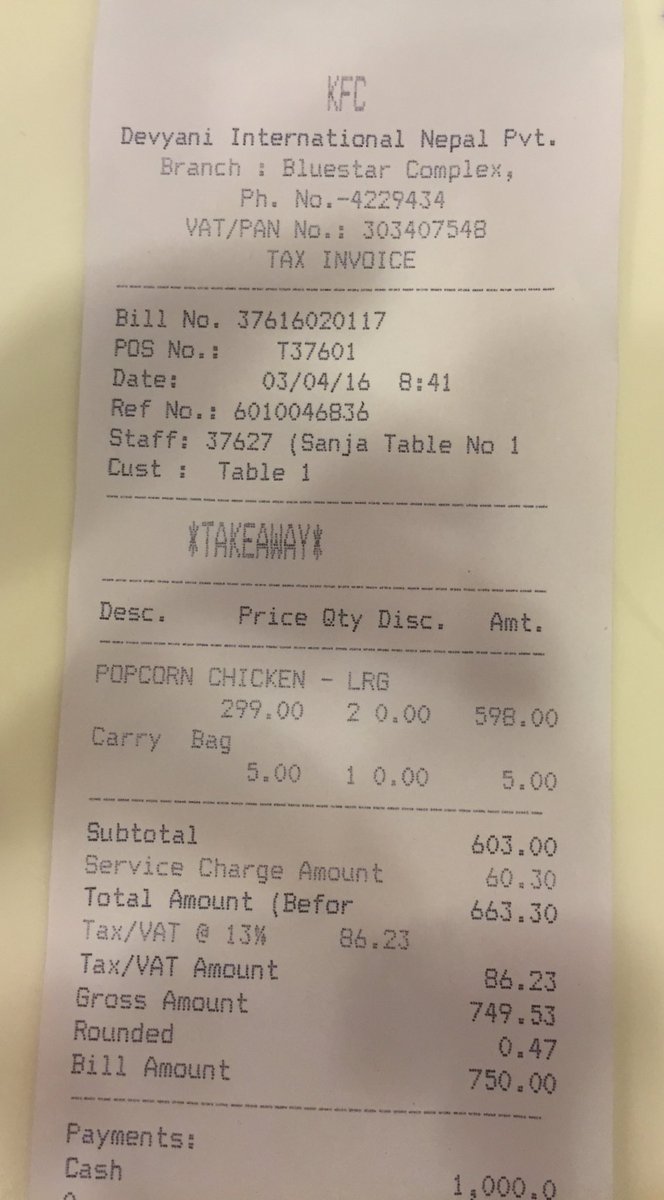 KFC
Devyani International Nepal Pvt.
Branch : Bluestar Complex,
Ph. No.-4229434
VAT/PAN No.: 303407548
TAX INVOICE
Bill No. 37616020117
POS No.: T37601
Date: 03/04/16 8:41
Ref No.: 6010046836
Staff: 37627 (Sanja Table No 1
Cust : Table 1
*TAKEAWAY*
Desc. Price Qty Disc. Amt.
POPCORN CHICKEN - LRG
299.00 2 0.00 598.00
Carry Bag
5.00 1 0.00 5.00
Subtotal 603.00
Service Charge Amount 60.30
Total Amount (Befor 663.30
Tax/VAT @ 13% 86.23
Tax/VAT Amount 86.23
Gross Amount 749.53
Rounded 0.47
Bill Amount 750.00
Payments:
Cash 1,000.0